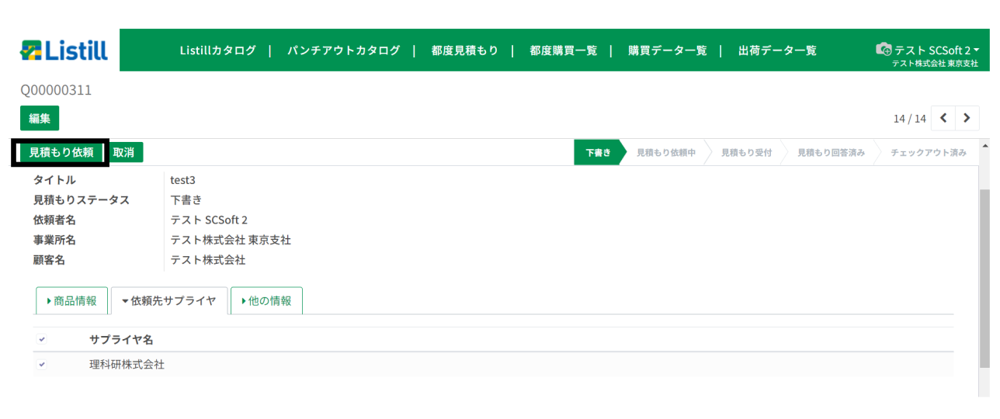 Listill
Listillカタログ | パンチアウトカタログ | 都度見積もり | 都度購買一覧 | 購買データ一覧 | 出荷データ一覧
テスト SCSoft 2
テスト株式会社 東京支社
Q00000311
編集
14 / 14
見積もり依頼 取消
下書き 見積もり依頼中 見積もり受付 見積もり回答済み チェックアウト済み
タイトル test3
見積もりステータス 下書き
依頼者名 テスト SCSoft 2
事業所名 テスト株式会社 東京支社
顧客名 テスト株式会社
商品情報 依頼先サプライヤ 他の情報
サプライヤ名
理科研株式会社